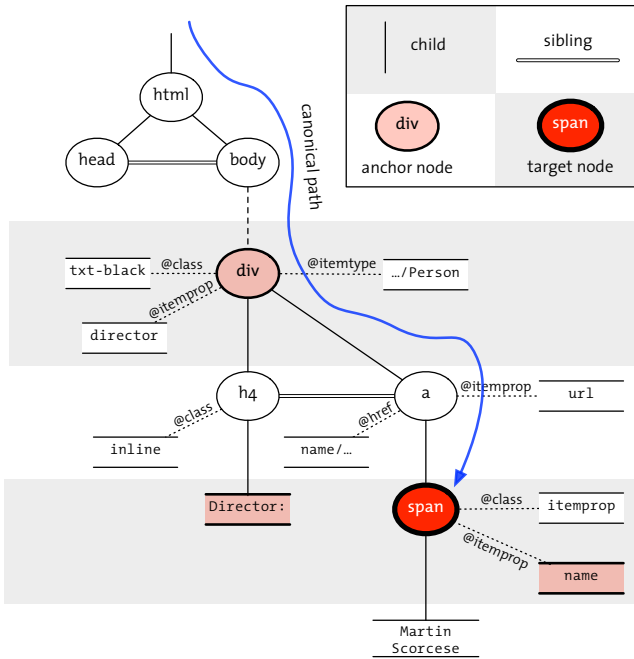 child
sibling
div
anchor node
span
target node
html
canonical path
head
body
txt-black
@class
div
@itemtype
…/Person
@itemprop
director
h4
a
@itemprop
url
@class
@href
inline
name/…
Director:
span
@class
itemprop
@itemprop
name
Martin
Scorcese